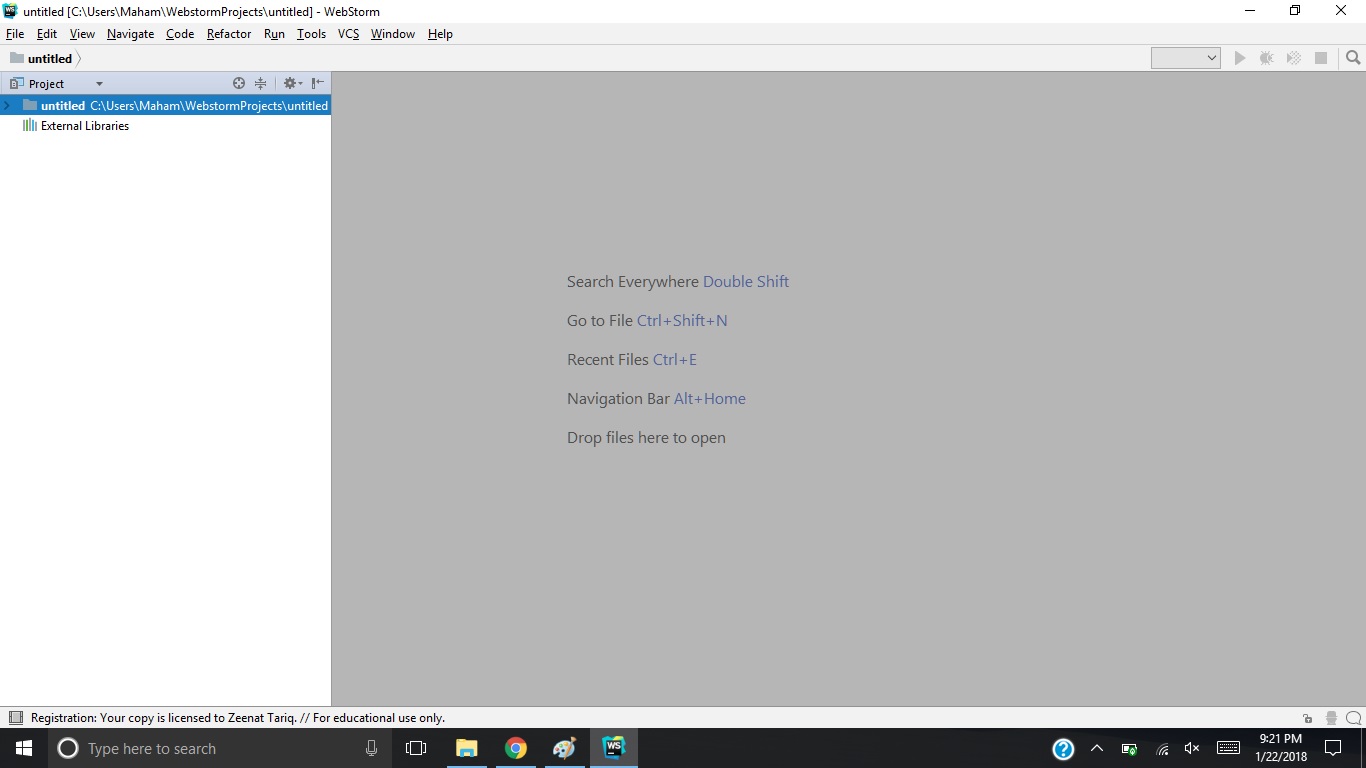 untitled [C:\Users\Maham\WebstormProjects\untitled] - WebStorm
File Edit View Navigate Code Refactor Run Tools VCS Window Help
untitled
Project
untitled C:\Users\Maham\WebstormProjects\untitled
External Libraries
Search Everywhere Double Shift
Go to File Ctrl+Shift+N
Recent Files Ctrl+E
Navigation Bar Alt+Home
Drop files here to open
Registration: Your copy is licensed to Zeenat Tariq. // For educational use only.
Type here to search
WS
9:21 PM
1/22/2018